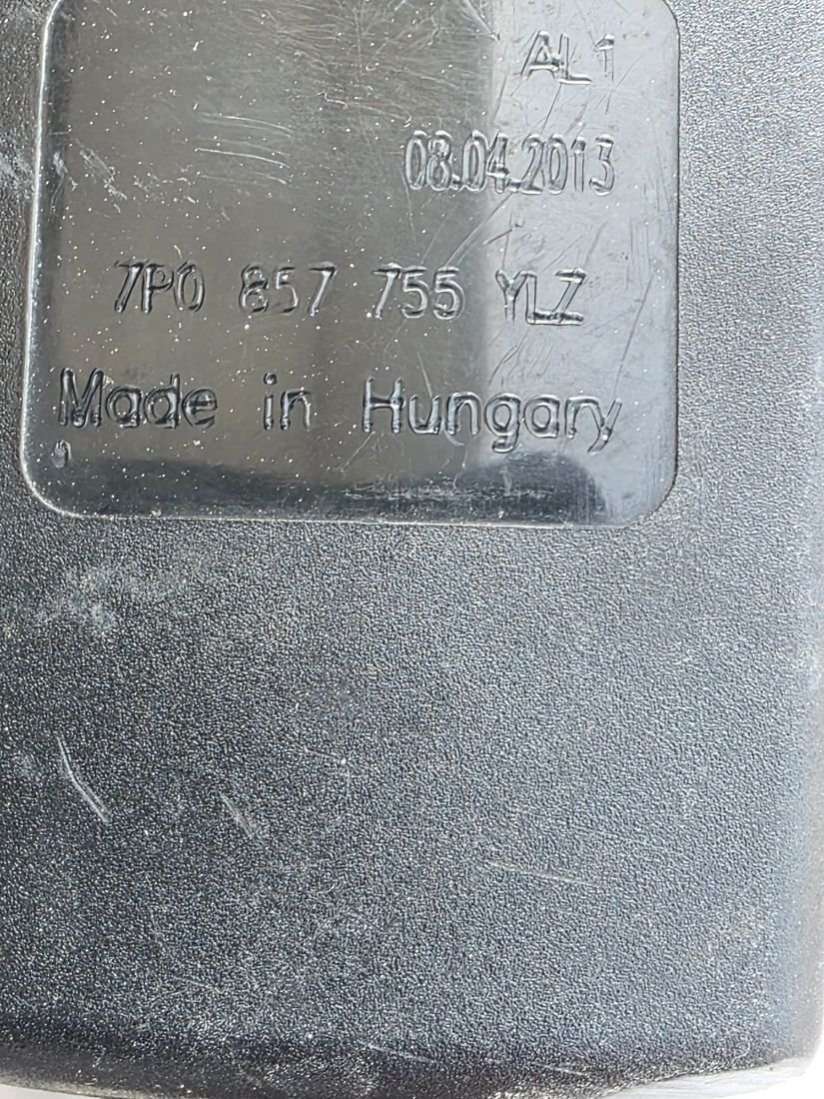 AL1
08.04.2013
7P0 857 755 YLZ
Made in Hungary